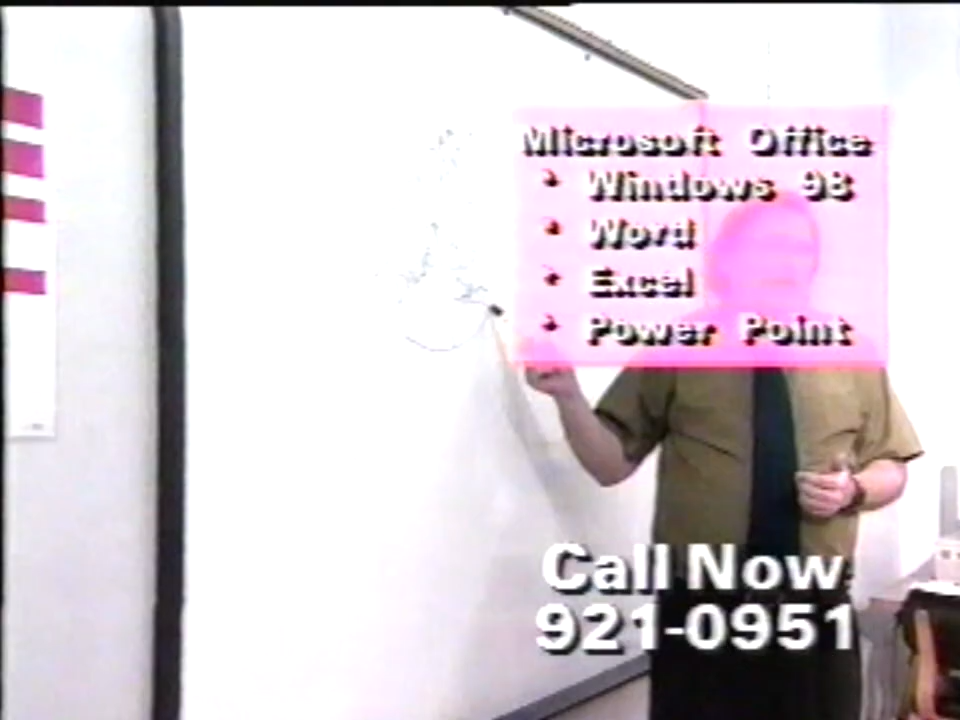 Microsoft Office
• Windows 98
• Word
• Excel
• Power Point
Call Now
921-0951